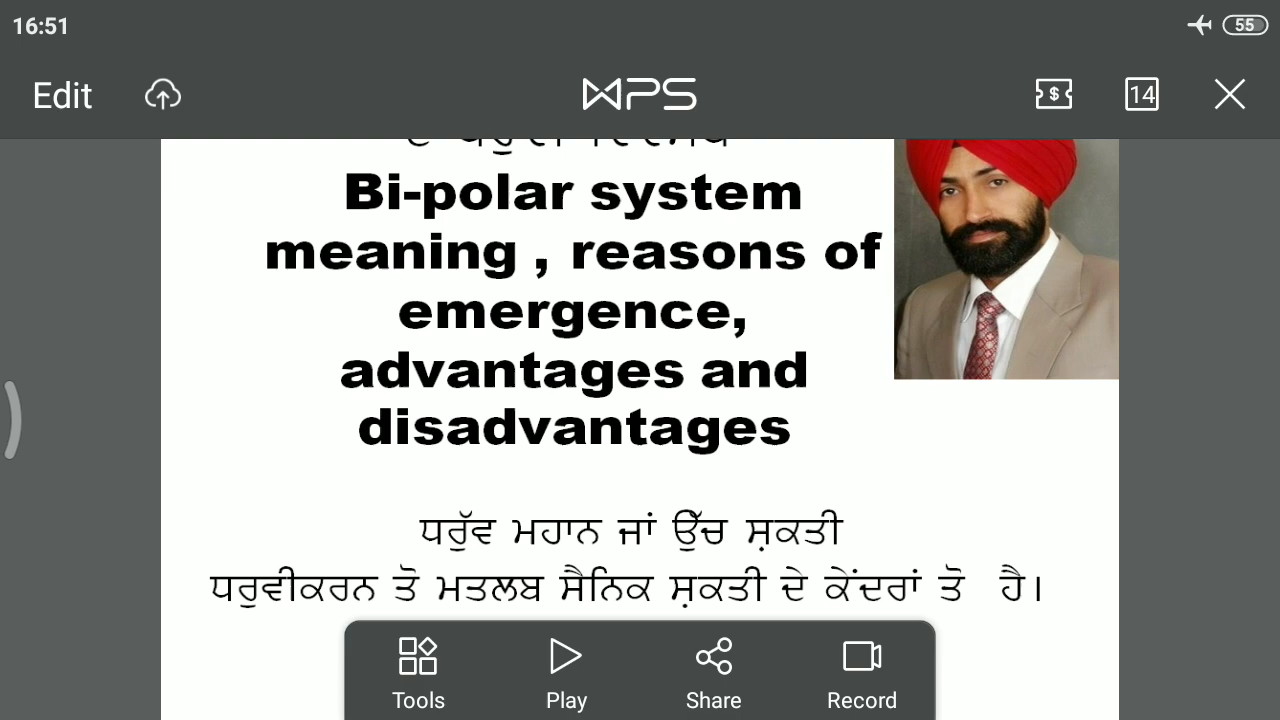 16:51
55
Edit
WPS
$
14
Bi-polar system
meaning , reasons of
emergence,
advantages and
disadvantages
ਧਰੁੱਵ ਮਹਾਨ ਜਾਂ ਉੱਚ ਸ਼ਕਤੀ
ਧਰੁਵੀਕਰਨ ਤੋ ਮਤਲਬ ਸੈਨਿਕ ਸ਼ਕਤੀ ਦੇ ਕੇਂਦਰਾਂ ਤੋ ਹੈ।
Tools
Play
Share
Record